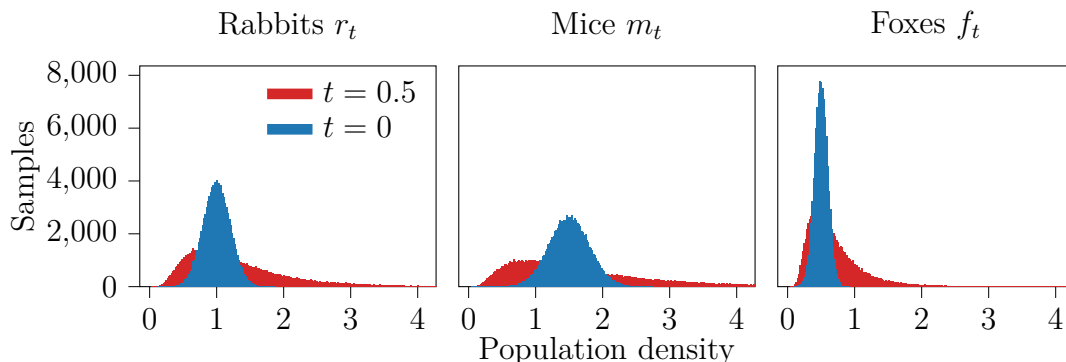 Rabbits r_t Mice m_t Foxes f_t
8,000
6,000
4,000
2,000
0
Samples
t = 0.5
t = 0
0 1 2 3 4 0 1 2 3 4 0 1 2 3 4
Population density